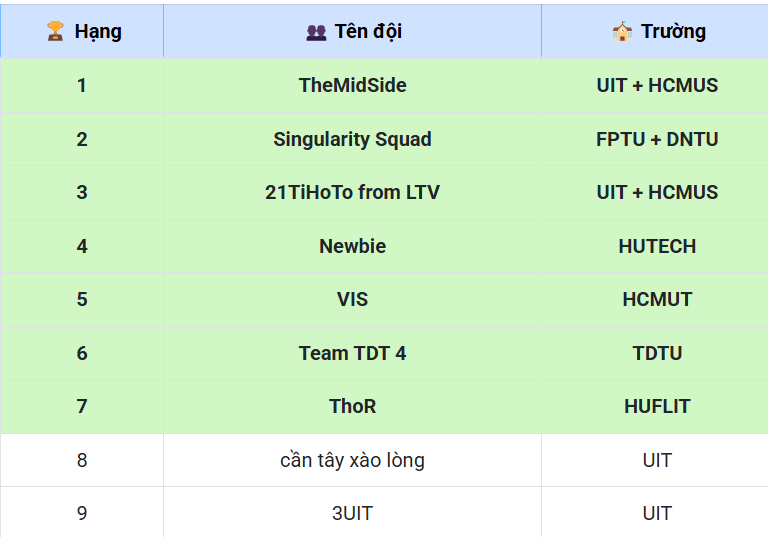 🏆 Hạng 👥 Tên đội 🏫 Trường
1 TheMidSide UIT + HCMUS
2 Singularity Squad FPTU + DNTU
3 21TiHoTo from LTV UIT + HCMUS
4 Newbie HUTECH
5 VIS HCMUT
6 Team TDT 4 TDTU
7 ThoR HUFLIT
8 cần tây xào lòng UIT
9 3UIT UIT